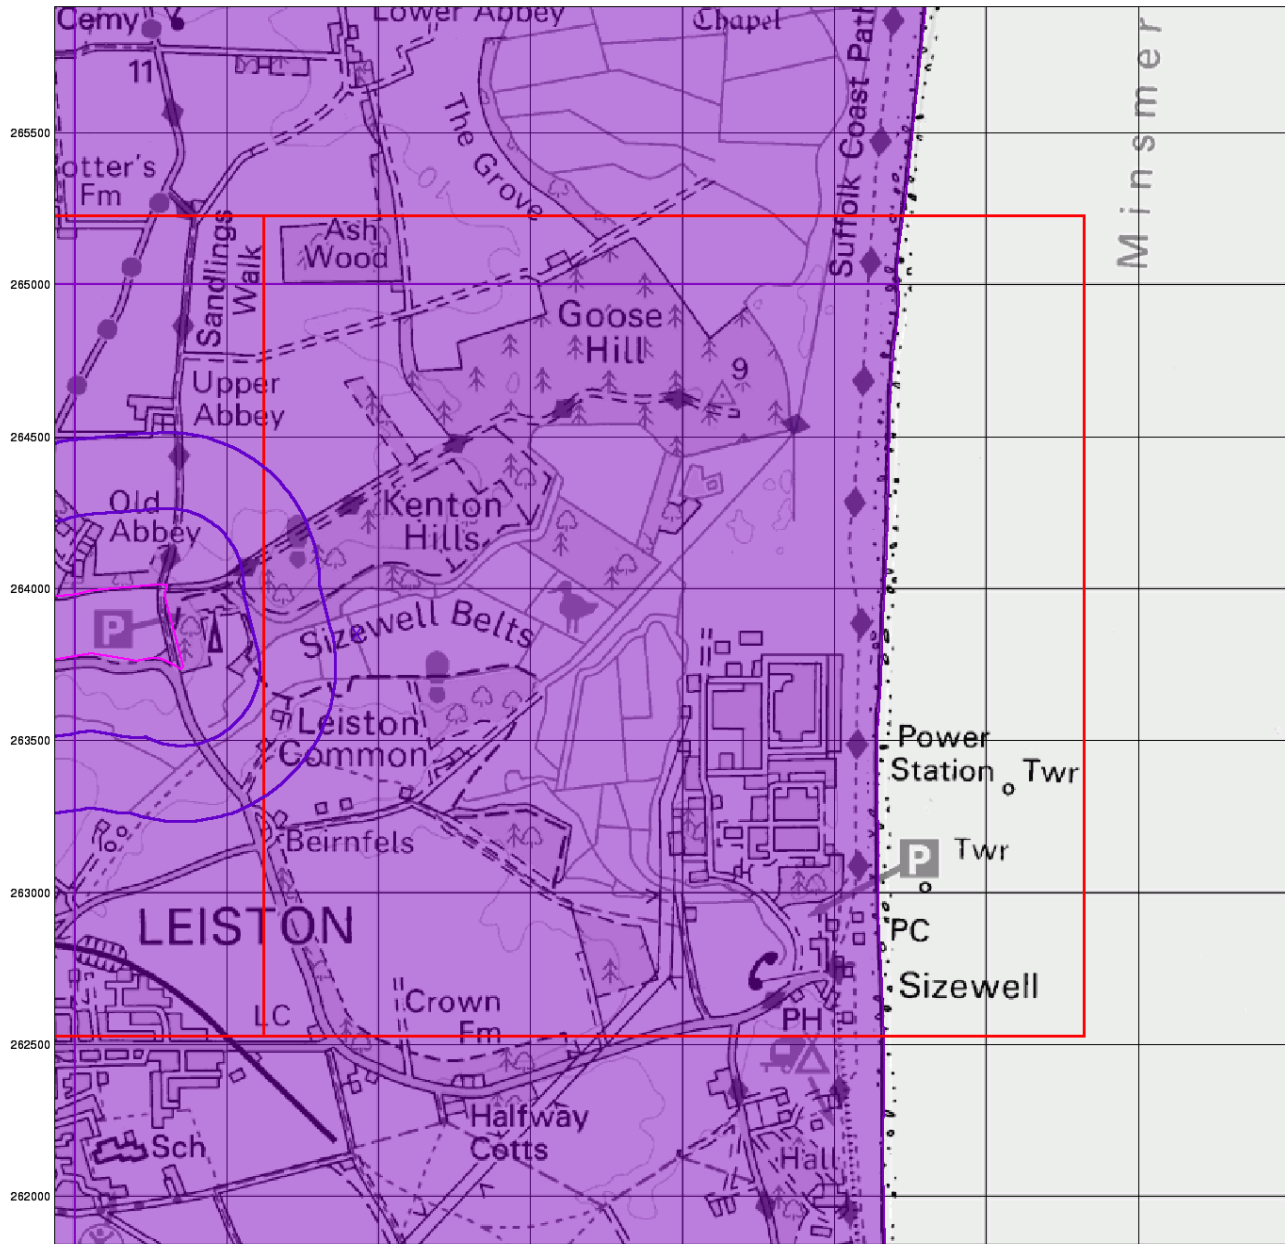 Cemy
Lower Abbey
Chapel
11
Suffolk Coast Path
Minsmer
The Grove
265500
otter's
Fm
10
Sandlings
Walk
Ash
Wood
265000
Goose
Hill
9
Upper
Abbey
264500
Old
Abbey
Kenton
Hills
264000
P
Sizewell Belts
Leiston
Common
263500
Power
Station
Twr
Beirnfels
P
Twr
263000
LEISTON
PC
Sizewell
LC
Crown
Fm
PH
262500
Halfway
Cotts
Sch
Hall
262000